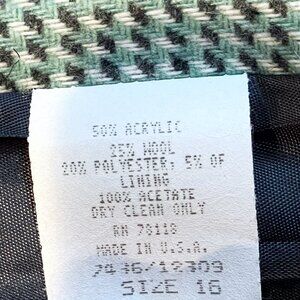 50% ACRYLIC
25% WOOL
20% POLYESTER; 5% OF
LINING
100% ACETATE
DRY CLEAN ONLY
RN 78118
MADE IN U.S.A.
7436/12309
SIZE 16